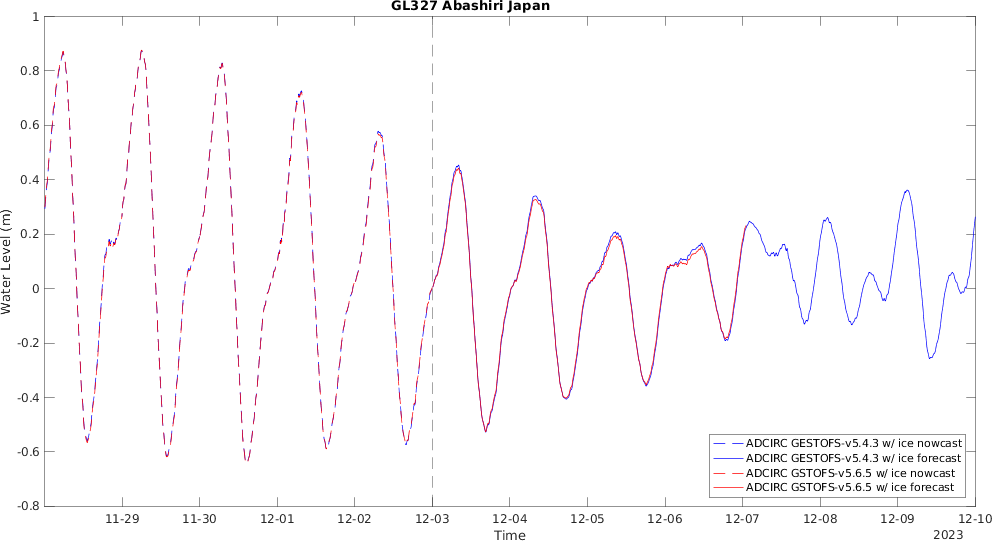 GL327 Abashiri Japan
1
0.8
0.6
0.4
0.2
0
-0.2
-0.4
-0.6
-0.8
Water Level (m)
11-29 11-30 12-01 12-02 12-03 12-04 12-05 12-06 12-07 12-08 12-09 12-10
Time
2023
ADCIRC GESTOFS-v5.4.3 w/ ice nowcast
ADCIRC GESTOFS-v5.4.3 w/ ice forecast
ADCIRC GSTOFS-v5.6.5 w/ ice nowcast
ADCIRC GSTOFS-v5.6.5 w/ ice forecast